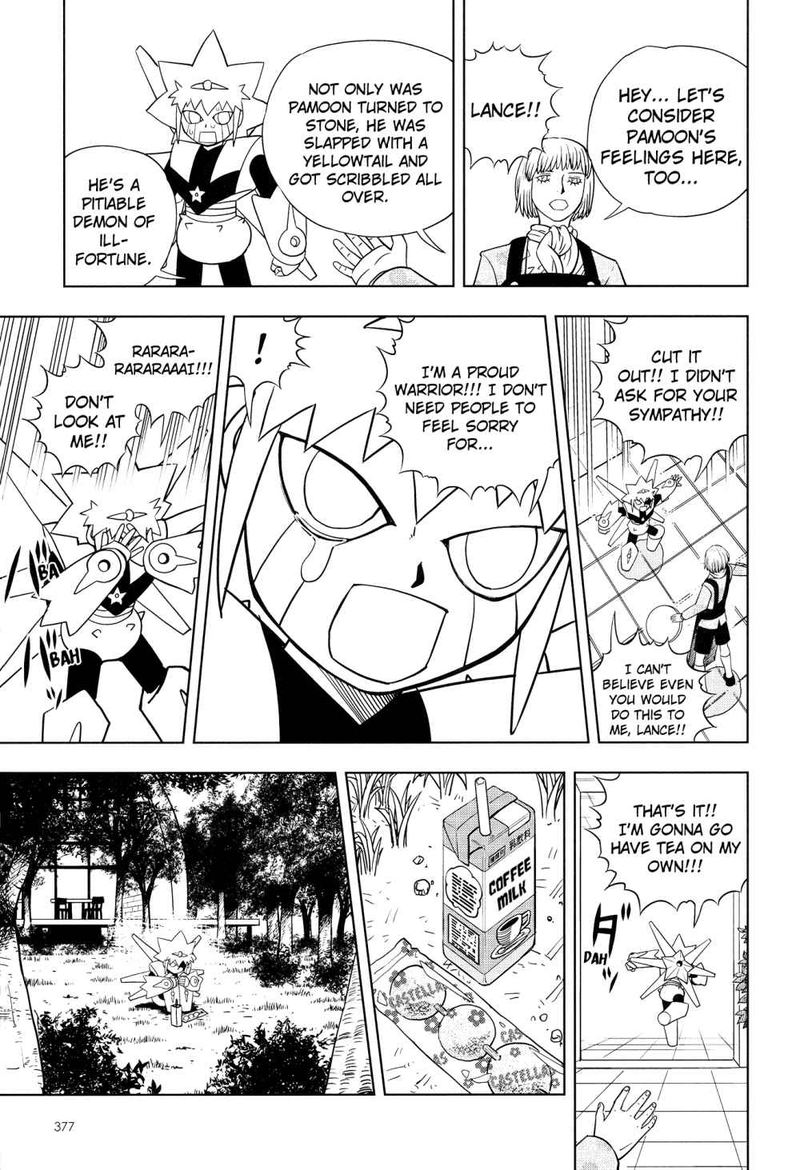 HEY... LET'S
CONSIDER
PAMOON'S
FEELINGS HERE,
TOO...
LANCE!!
NOT ONLY WAS
PAMOON TURNED TO
STONE, HE WAS
SLAPPED WITH A
YELLOWTAIL AND
GOT SCRIBBLED ALL
OVER.
HE'S A
PITIABLE
DEMON OF
ILL-
FORTUNE.
CUT IT
OUT!! I DIDN'T
ASK FOR YOUR
SYMPATHY!!
I CAN'T
BELIEVE EVEN
YOU WOULD
DO THIS TO
ME, LANCE!!
!
I'M A PROUD
WARRIOR!!! I DON'T
NEED PEOPLE TO
FEEL SORRY
FOR...
RARARA-
RARARAAAI!!!
DON'T
LOOK AT
ME!!
BA
BAH
THAT'S IT!!
I'M GONNA GO
HAVE TEA ON MY
OWN!!!
ダッ
DAH
COFFEE
MILK
CASTELLA
CAS
AS
CASTELLA
377